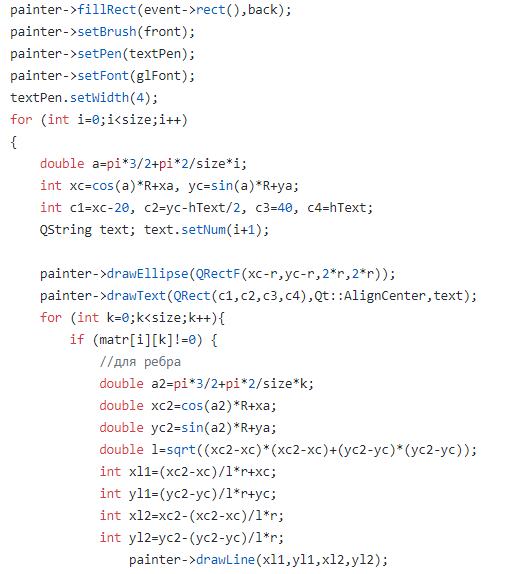 painter->fillRect(event->rect(),back);
painter->setBrush(front);
painter->setPen(textPen);
painter->setFont(glFont);
textPen.setWidth(4);
for (int i=0;i<size;i++)
{
    double a=pi*3/2+pi*2/size*i;
    int xc=cos(a)*R+xa, yc=sin(a)*R+ya;
    int c1=xc-20, c2=yc-hText/2, c3=40, c4=hText;
    QString text; text.setNum(i+1);
    painter->drawEllipse(QRectF(xc-r,yc-r,2*r,2*r));
    painter->drawText(QRect(c1,c2,c3,c4),Qt::AlignCenter,text);
    for (int k=0;k<size;k++){
        if (matr[i][k]!=0) {
            //для ребра
            double a2=pi*3/2+pi*2/size*k;
            double xc2=cos(a2)*R+xa;
            double yc2=sin(a2)*R+ya;
            double l=sqrt((xc2-xc)*(xc2-xc)+(yc2-yc)*(yc2-yc));
            int xl1=(xc2-xc)/l*r+xc;
            int yl1=(yc2-yc)/l*r+yc;
            int xl2=xc2-(xc2-xc)/l*r;
            int yl2=yc2-(yc2-yc)/l*r;
                painter->drawLine(xl1,yl1,xl2,yl2);